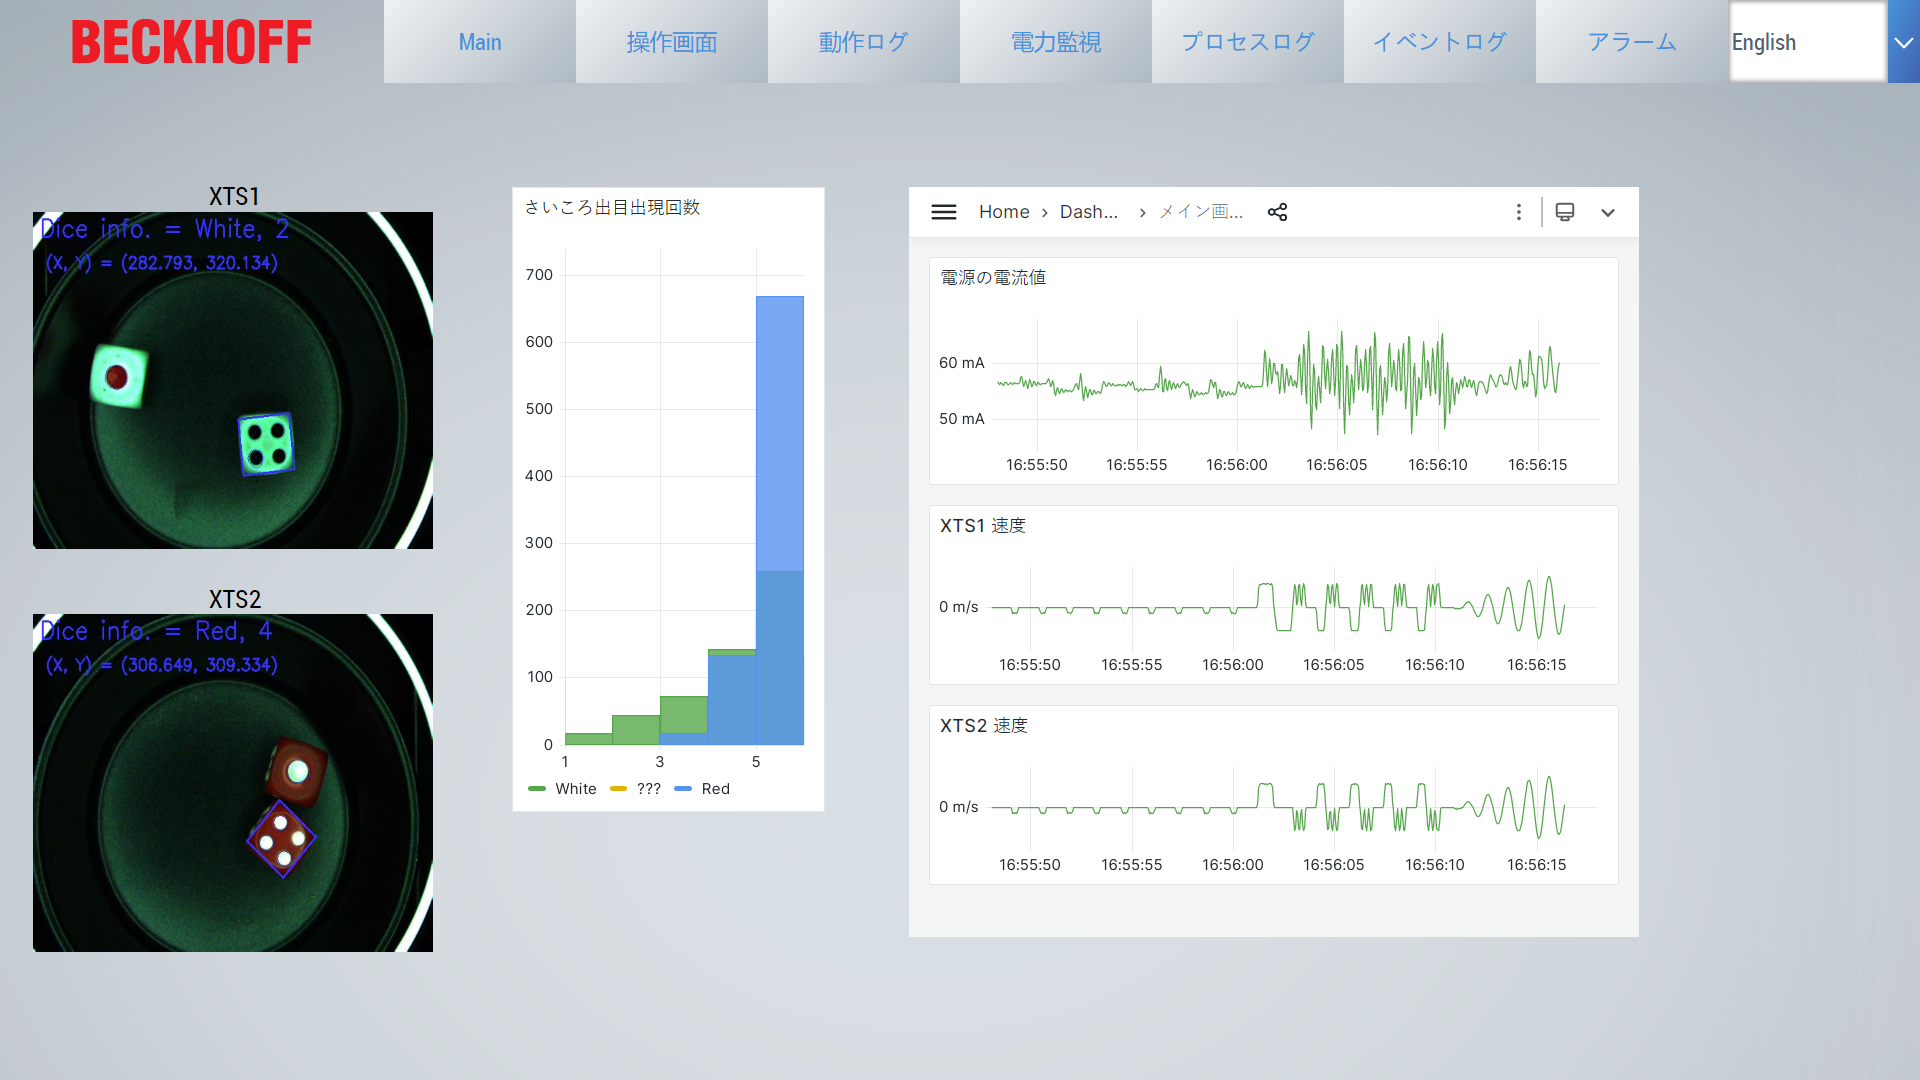 BECKHOFF
Main
操作画面
動作ログ
電力監視
プロセスログ
イベントログ
アラーム
English
XTS1
Dice info. = White, 2
(X, Y) = (282.793, 320.134)
XTS2
Dice info. = Red, 4
(X, Y) = (306.649, 309.334)
さいころ出目出現回数
700
600
500
400
300
200
100
0
1 3 5
White ??? Red
Home › Dash... › メイン画...
電源の電流値
60 mA
50 mA
16:55:50 16:55:55 16:56:00 16:56:05 16:56:10 16:56:15
XTS1 速度
0 m/s
16:55:50 16:55:55 16:56:00 16:56:05 16:56:10 16:56:15
XTS2 速度
0 m/s
16:55:50 16:55:55 16:56:00 16:56:05 16:56:10 16:56:15